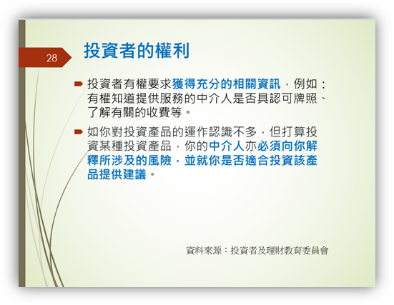 28
投資者的權利
投資者有權要求獲得充分的相關資訊，例如：
有權知道提供服務的中介人是否具認可牌照、
了解有關的收費等。
如你對投資產品的運作認識不多，但打算投
資某種投資產品，你的中介人亦必須向你解
釋所涉及的風險，並就你是否適合投資該產
品提供建議。
資料來源：投資者及理財教育委員會